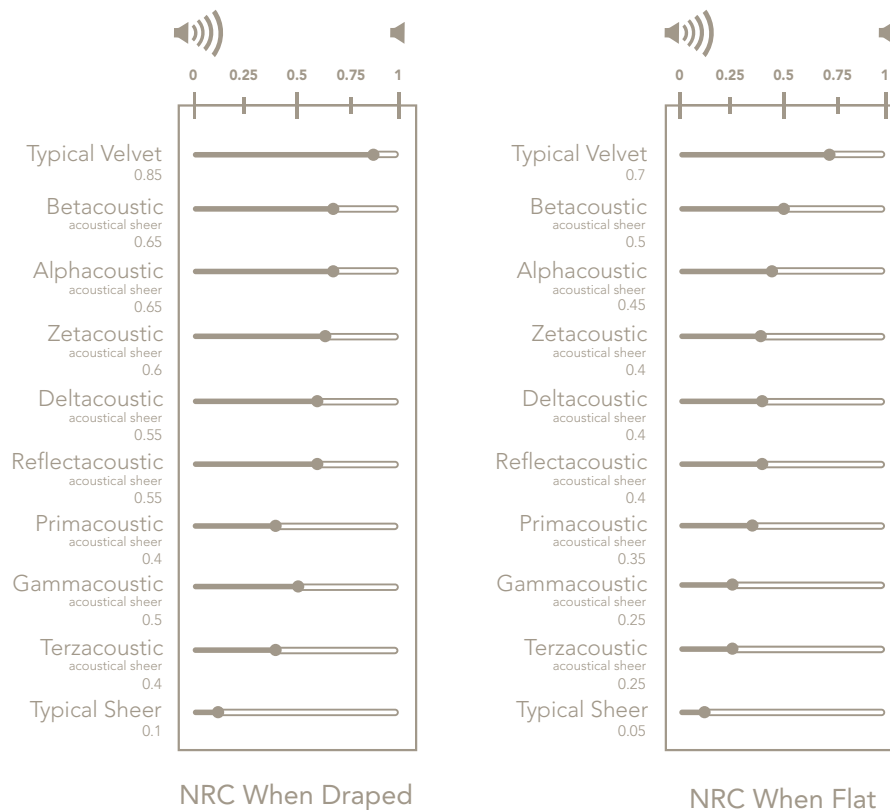 0 0.25 0.5 0.75 1
Typical Velvet
0.85
Betacoustic
acoustical sheer
0.65
Alphacoustic
acoustical sheer
0.65
Zetacoustic
acoustical sheer
0.6
Deltacoustic
acoustical sheer
0.55
Reflectacoustic
acoustical sheer
0.55
Primacoustic
acoustical sheer
0.4
Gammacoustic
acoustical sheer
0.5
Terzacoustic
acoustical sheer
0.4
Typical Sheer
0.1
NRC When Draped
0 0.25 0.5 0.75 1
Typical Velvet
0.7
Betacoustic
acoustical sheer
0.5
Alphacoustic
acoustical sheer
0.45
Zetacoustic
acoustical sheer
0.4
Deltacoustic
acoustical sheer
0.4
Reflectacoustic
acoustical sheer
0.4
Primacoustic
acoustical sheer
0.35
Gammacoustic
acoustical sheer
0.25
Terzacoustic
acoustical sheer
0.25
Typical Sheer
0.05
NRC When Flat